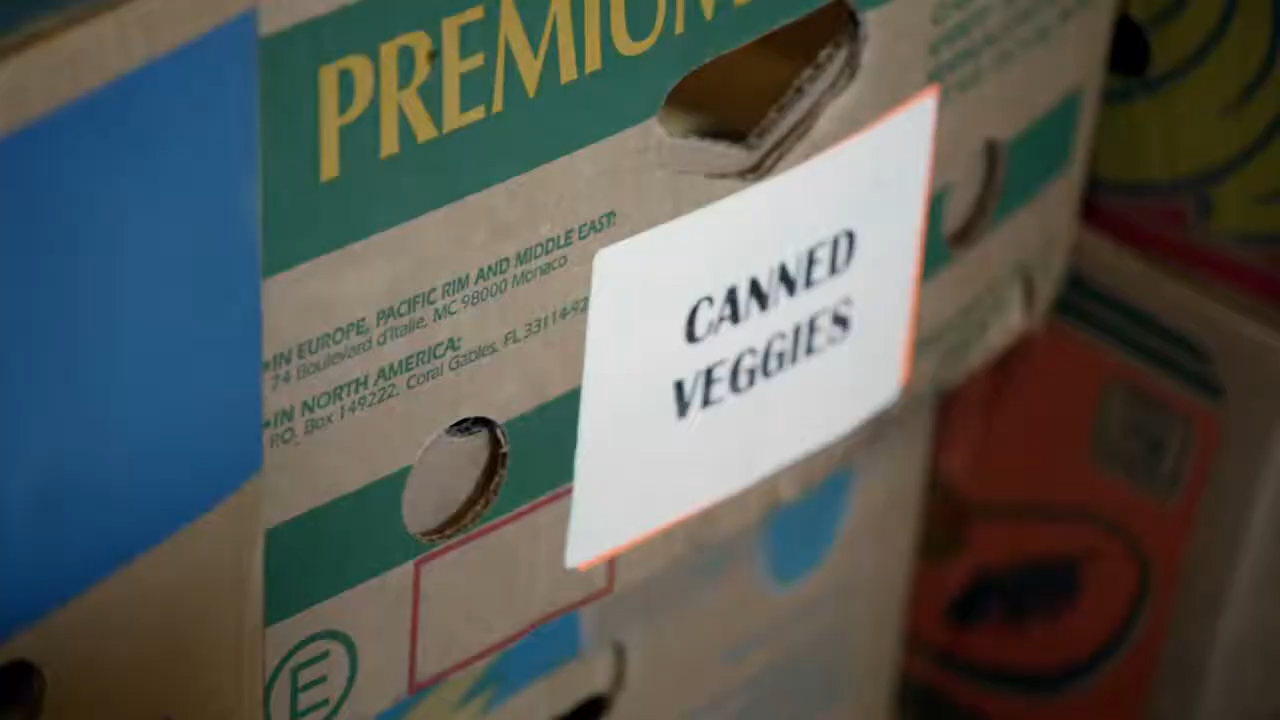 PREMIUM
•IN EUROPE, PACIFIC RIM AND MIDDLE EAST:
74 Boulevard d'Italie, MC 98000 Monaco
•IN NORTH AMERICA:
P.O. Box 149222, Coral Gables, FL 33114-92
CANNED
VEGGIES
E